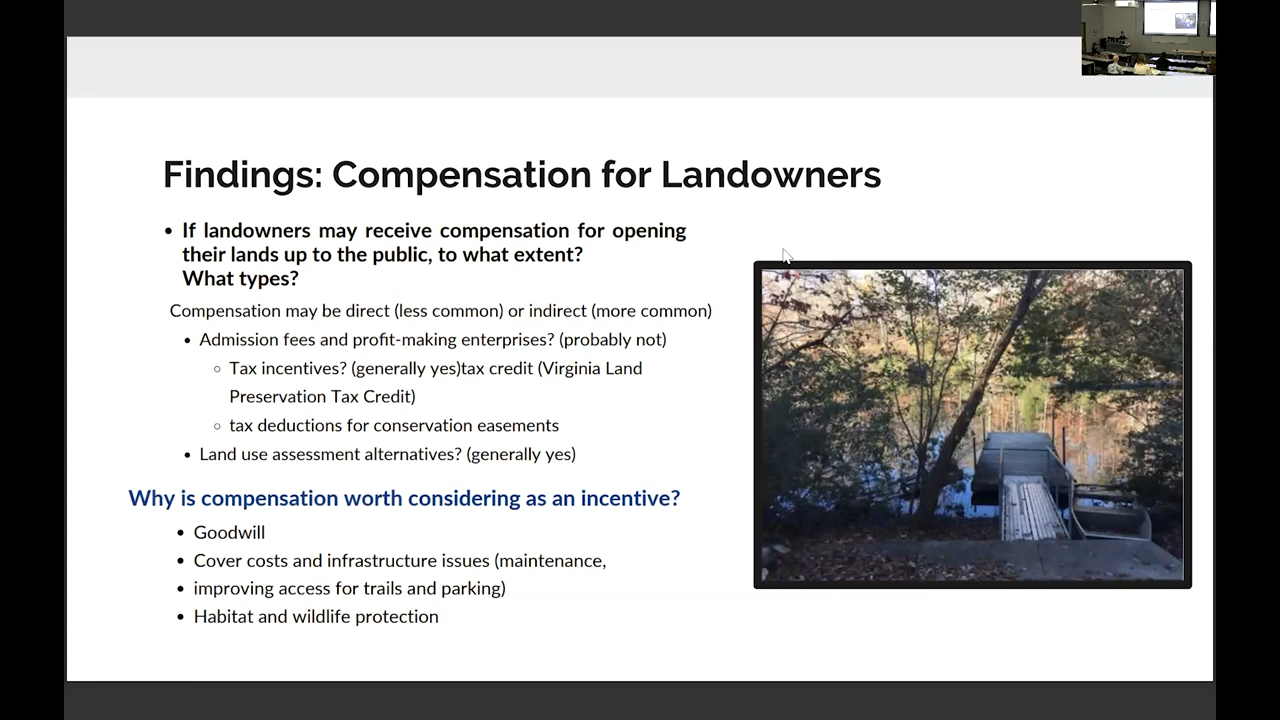 Findings: Compensation for Landowners
• If landowners may receive compensation for opening
their lands up to the public, to what extent?
What types?
Compensation may be direct (less common) or indirect (more common)
• Admission fees and profit-making enterprises? (probably not)
◦ Tax incentives? (generally yes)tax credit (Virginia Land
Preservation Tax Credit)
◦ tax deductions for conservation easements
• Land use assessment alternatives? (generally yes)
Why is compensation worth considering as an incentive?
• Goodwill
• Cover costs and infrastructure issues (maintenance,
• improving access for trails and parking)
• Habitat and wildlife protection